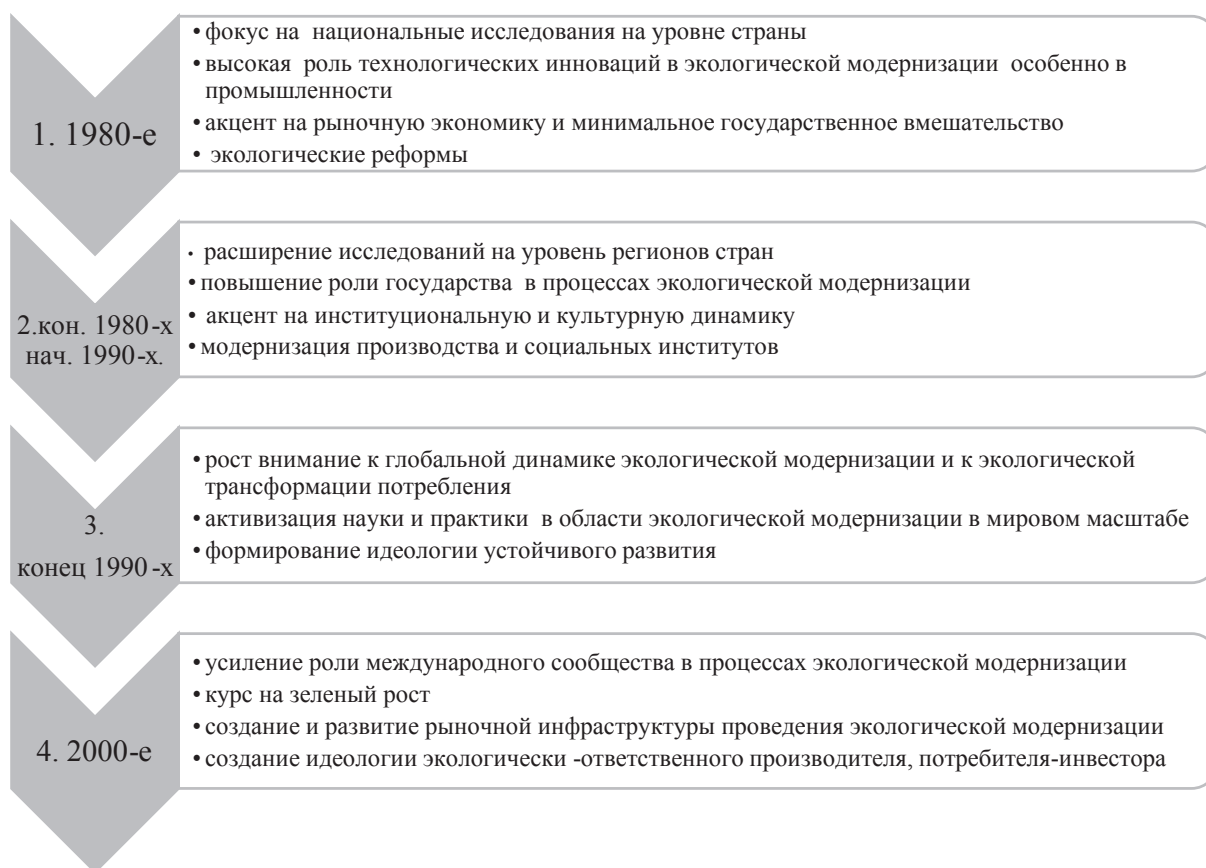 1. 1980-е
• фокус на национальные исследования на уровне страны
• высокая роль технологических инноваций в экологической модернизации особенно в
промышленности
• акцент на рыночную экономику и минимальное государственное вмешательство
• экологические реформы
2.кон. 1980-х
нач. 1990-х.
• расширение исследований на уровень регионов стран
• повышение роли государства в процессах экологической модернизации
• акцент на институциональную и культурную динамику
• модернизация производства и социальных институтов
3.
конец 1990-х
• рост внимание к глобальной динамике экологической модернизации и к экологической
трансформации потребления
• активизация науки и практики в области экологической модернизации в мировом масштабе
• формирование идеологии устойчивого развития
4. 2000-е
• усиление роли международного сообщества в процессах экологической модернизации
• курс на зеленый рост
• создание и развитие рыночной инфраструктуры проведения экологической модернизации
• создание идеологии экологически -ответственного производителя, потребителя-инвестора